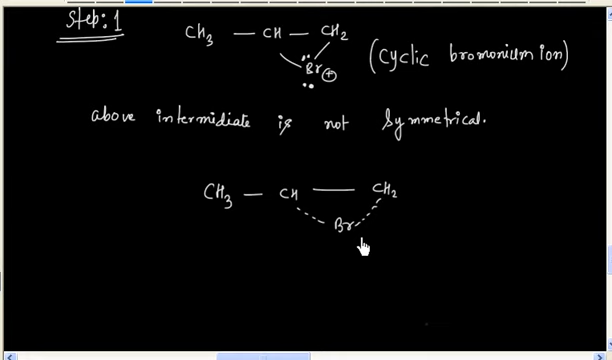 Step: 1
CH3 — CH — CH2
Br +
(cyclic bromonium ion)
above intermediate is not Symmetrical.
CH3 — CH — CH2
Br